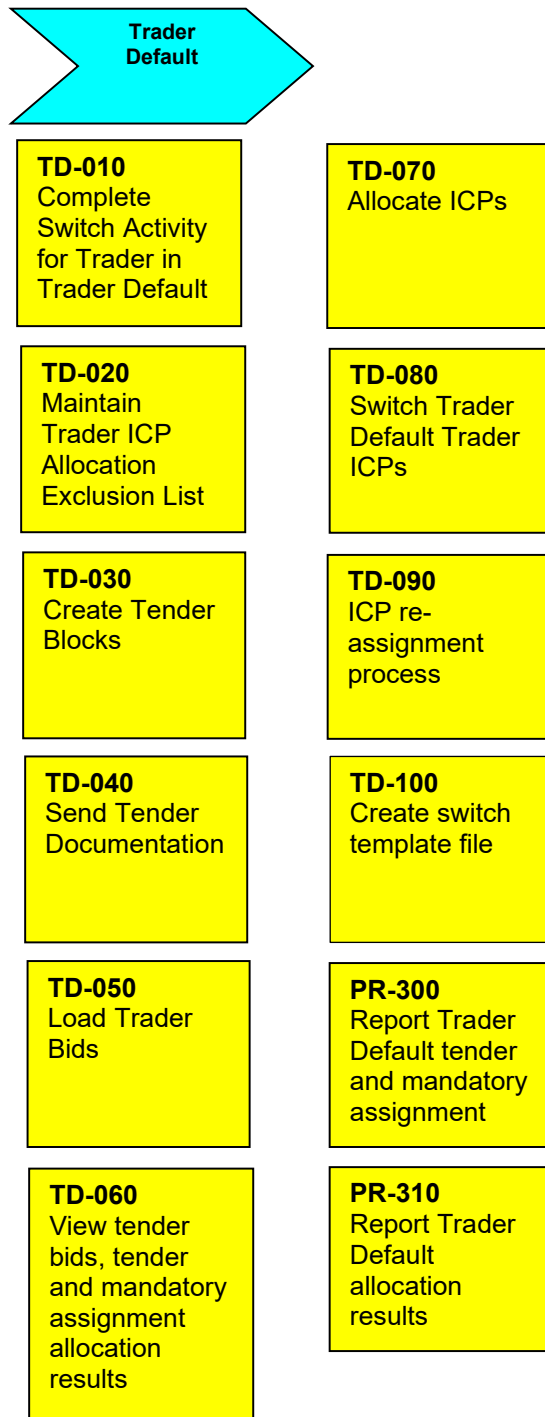 Trader
Default
TD-010
Complete
Switch Activity
for Trader in
Trader Default
TD-020
Maintain
Trader ICP
Allocation
Exclusion List
TD-030
Create Tender
Blocks
TD-040
Send Tender
Documentation
TD-050
Load Trader
Bids
TD-060
View tender
bids, tender
and mandatory
assignment
allocation
results
TD-070
Allocate ICPs
TD-080
Switch Trader
Default Trader
ICPs
TD-090
ICP re-
assignment
process
TD-100
Create switch
template file
PR-300
Report Trader
Default tender
and mandatory
assignment
PR-310
Report Trader
Default
allocation
results